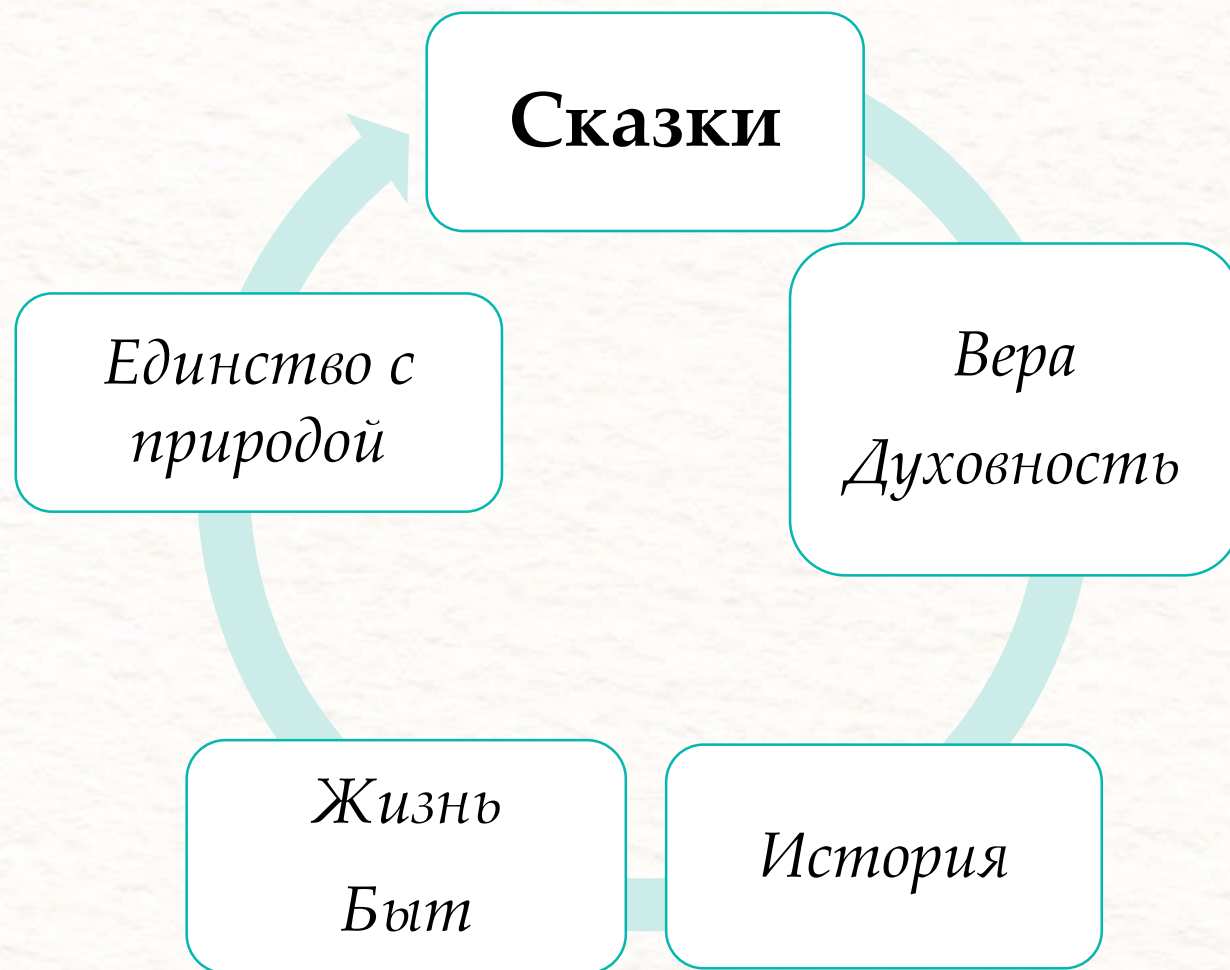 Сказки
Вера
Духовность
История
Жизнь
Быт
Единство с
природой